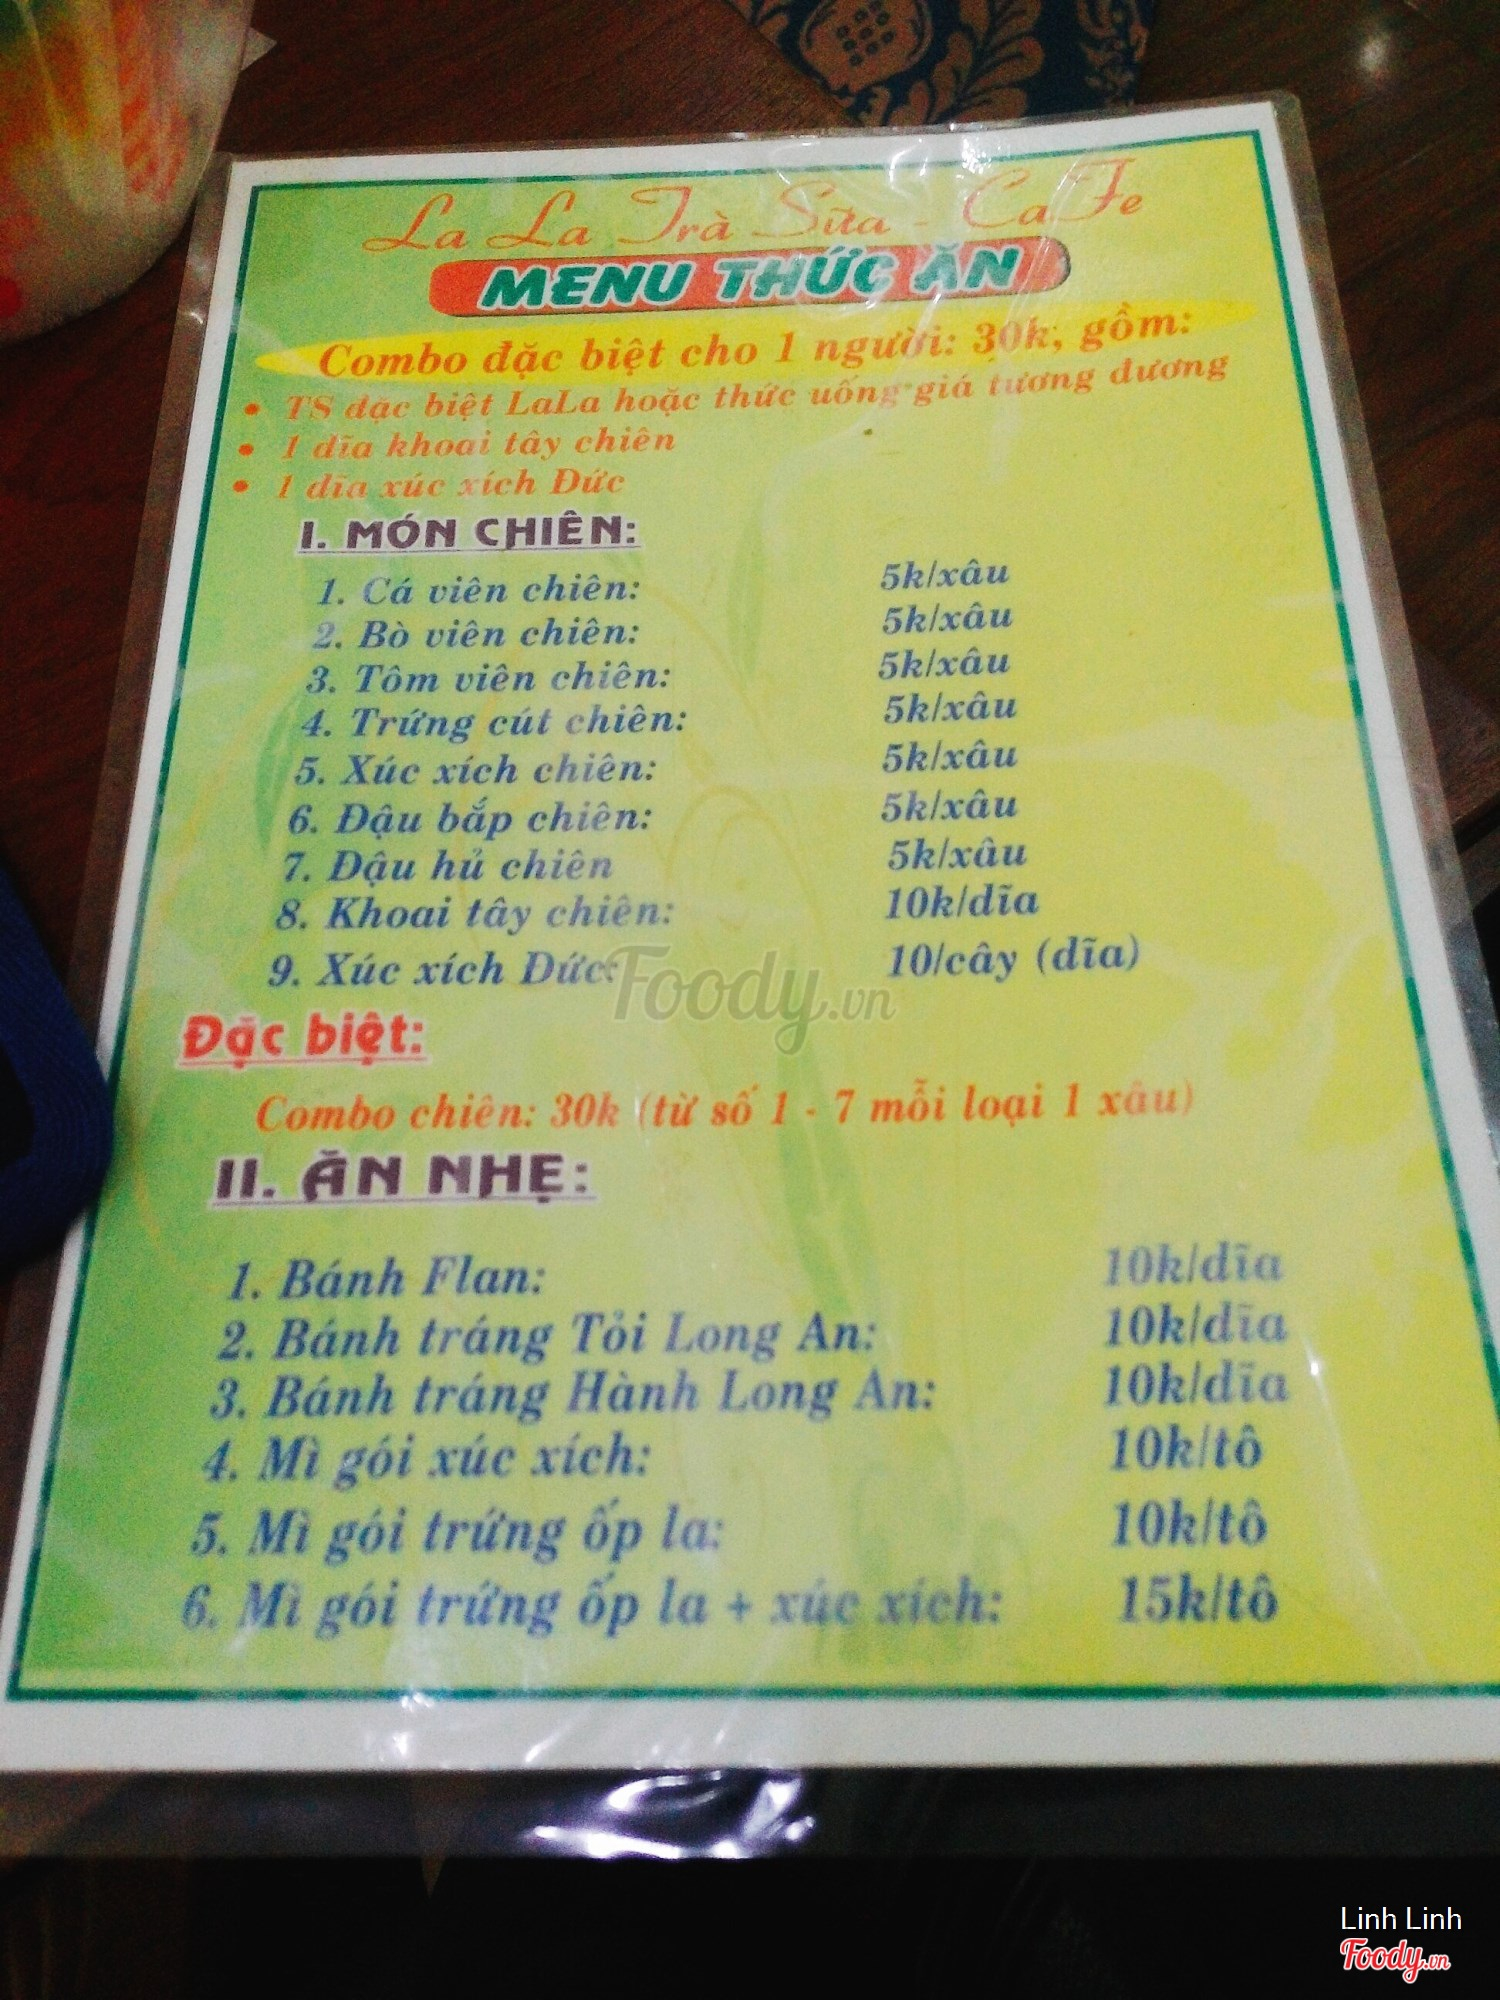 La La Trà Sữa - CaFe
MENU THỨC ĂN
Combo đặc biệt cho 1 người: 30k, gồm:
• TS đặc biệt LaLa hoặc thức uống giá tương đương
• 1 dĩa khoai tây chiên
• 1 dĩa xúc xích Đức
I. MÓN CHIÊN:
1. Cá viên chiên: 5k/xâu
2. Bò viên chiên: 5k/xâu
3. Tôm viên chiên: 5k/xâu
4. Trứng cút chiên: 5k/xâu
5. Xúc xích chiên: 5k/xâu
6. Đậu bắp chiên: 5k/xâu
7. Đậu hủ chiên 5k/xâu
8. Khoai tây chiên: 10k/dĩa
9. Xúc xích Đức: 10/cây (dĩa)
Foody.vn
Đặc biệt:
Combo chiên: 30k (từ số 1 - 7 mỗi loại 1 xâu)
II. ĂN NHẸ:
1. Bánh Flan: 10k/dĩa
2. Bánh tráng Tỏi Long An: 10k/dĩa
3. Bánh tráng Hành Long An: 10k/dĩa
4. Mì gói xúc xích: 10k/tô
5. Mì gói trứng ốp la: 10k/tô
6. Mì gói trứng ốp la + xúc xích: 15k/tô
Linh Linh
Foody.vn